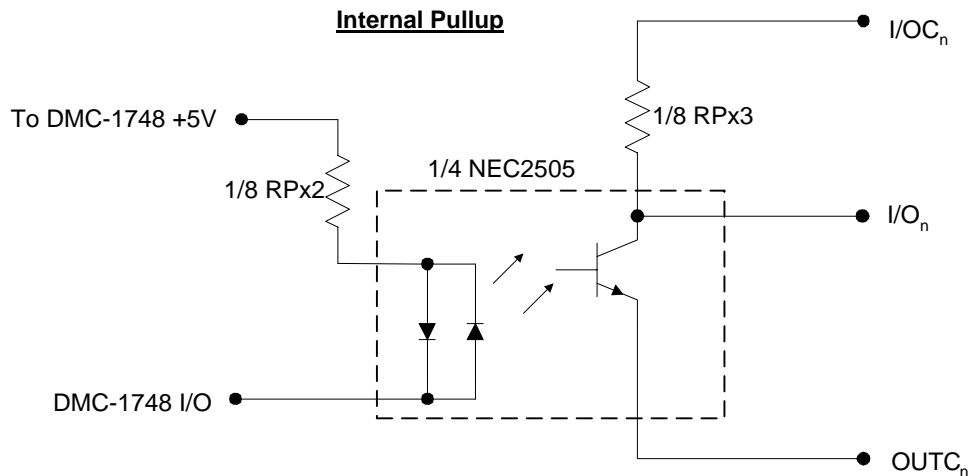 Internal Pullup
I/OCn
To DMC-1748 +5V
1/8 RPx3
1/4 NEC2505
1/8 RPx2
I/On
DMC-1748 I/O
OUTCn